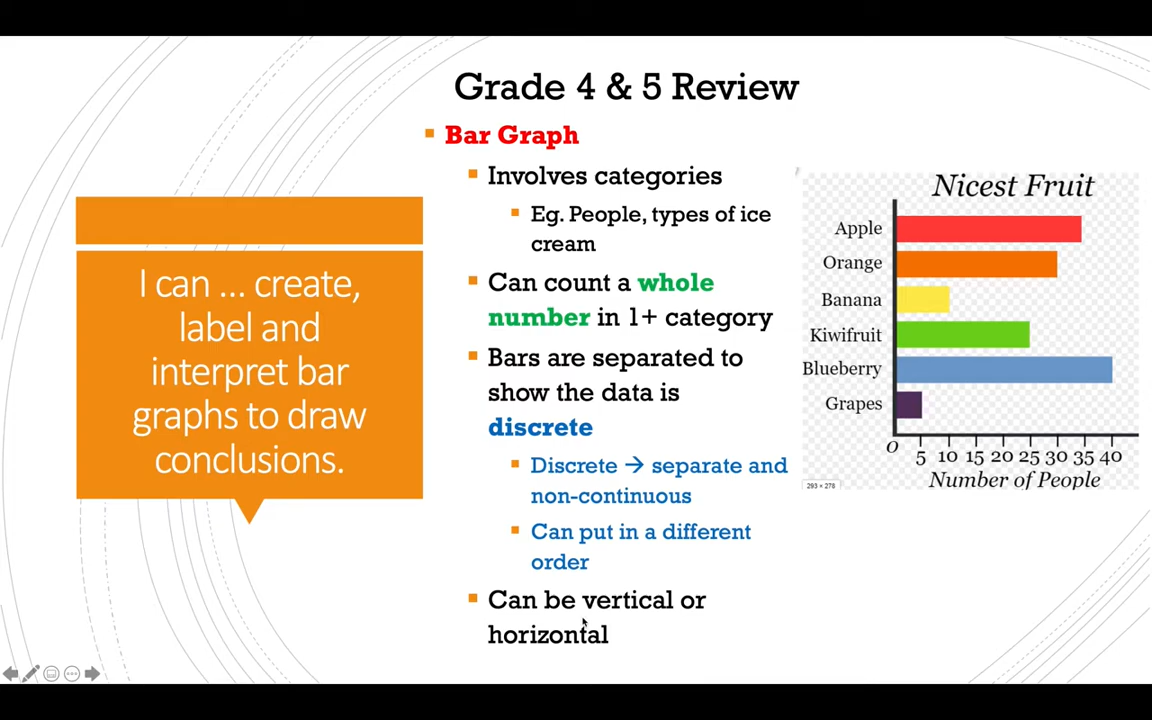 Grade 4 & 5 Review
I can ... create,
label and
interpret bar
graphs to draw
conclusions.
Bar Graph
Involves categories
Eg. People, types of ice
cream
Can count a whole
number in 1+ category
Bars are separated to
show the data is
discrete
Discrete → separate and
non-continuous
Can put in a different
order
Can be vertical or
horizontal
Nicest Fruit
Apple
Orange
Banana
Kiwifruit
Blueberry
Grapes
0 5 10 15 20 25 30 35 40
Number of People
293 × 278